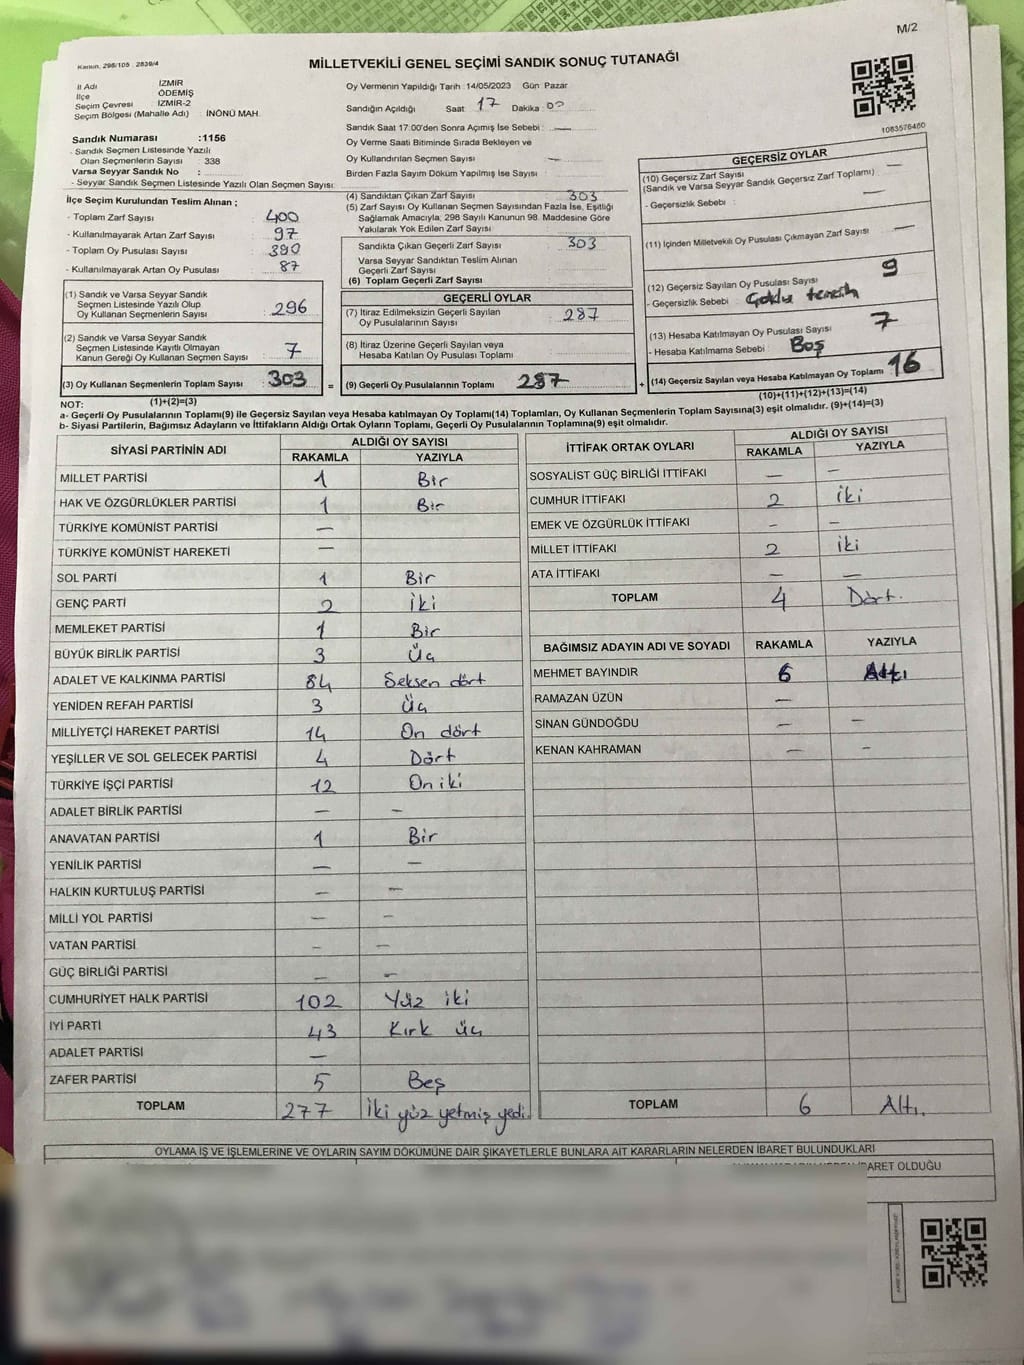 M/2
Kanun, 298/105 , 2839/4
MİLLETVEKİLİ GENEL SEÇİMİ SANDIK SONUÇ TUTANAĞI
İl Adı İZMİR
İlçe ÖDEMİŞ
Seçim Çevresi İZMİR-2
Seçim Bölgesi (Mahalle Adı) : İNÖNÜ MAH.
Sandık Numarası :1156
- Sandık Seçmen Listesinde Yazılı
Olan Seçmenlerin Sayısı : 338
Varsa Seyyar Sandık No :
- Seyyar Sandık Seçmen Listesinde Yazılı Olan Seçmen Sayısı:
Oy Vermenin Yapıldığı Tarih :14/05/2023 Gün :Pazar
Sandığın Açıldığı Saat 17 Dakika :00
Sandık Saat 17:00'den Sonra Açımış İse Sebebi : —
Oy Verme Saati Bitiminde Sırada Bekleyen ve
Oy Kullandırılan Seçmen Sayısı —
Birden Fazla Sayım Döküm Yapılmış İse Sayısı :
1083576480
İlçe Seçim Kurulundan Teslim Alınan ;
- Toplam Zarf Sayısı : 400
- Kullanılmayarak Artan Zarf Sayısı : 97
- Toplam Oy Pusulası Sayısı : 390
- Kullanılmayarak Artan Oy Pusulası : 87
(1) Sandık ve Varsa Seyyar Sandık
Seçmen Listesinde Yazılı Olup
Oy Kullanan Seçmenlerin Sayısı : 296
(2) Sandık ve Varsa Seyyar Sandık
Seçmen Listesinde Kayıtlı Olmayan
Kanun Gereği Oy Kullanan Seçmen Sayısı : 7
(3) Oy Kullanan Seçmenlerin Toplam Sayısı : 303
(1)+(2)=(3)
(4) Sandıktan Çıkan Zarf Sayısı : 303
(5) Zarf Sayısı Oy Kullanan Seçmen Sayısından Fazla İse, Eşitliği
Sağlamak Amacıyla; 298 Sayılı Kanunun 98. Maddesine Göre
Yakılarak Yok Edilen Zarf Sayısı :
Sandıkta Çıkan Geçerli Zarf Sayısı : 303
Varsa Seyyar Sandıktan Teslim Alınan
Geçerli Zarf Sayısı :
(6) Toplam Geçerli Zarf Sayısı :
GEÇERLİ OYLAR
(7) İtiraz Edilmeksizin Geçerli Sayılan
Oy Pusulalarının Sayısı : 287
(8) İtiraz Üzerine Geçerli Sayılan veya
Hesaba Katılan Oy Pusulası Toplamı :
= (9) Geçerli Oy Pusulalarının Toplamı 287
GEÇERSİZ OYLAR
(10) Geçersiz Zarf Sayısı : —
(Sandık ve Varsa Seyyar Sandık Geçersiz Zarf Toplamı)
- Geçersizlik Sebebi : —
(11) İçinden Milletvekili Oy Pusulası Çıkmayan Zarf Sayısı —
(12) Geçersiz Sayılan Oy Pusulası Sayısı : 9
- Geçersizlik Sebebi : Çoklu tercih
(13) Hesaba Katılmayan Oy Pusulası Sayısı : 7
- Hesaba Katılmama Sebebi : Boş
+ (14) Geçersiz Sayılan veya Hesaba Katılmayan Oy Toplamı 16
(10)+(11)+(12)+(13)=(14)
NOT:
a- Geçerli Oy Pusulalarının Toplamı(9) ile Geçersiz Sayılan veya Hesaba katılmayan Oy Toplamı(14) Toplamları, Oy Kullanan Seçmenlerin Toplam Sayısına(3) eşit olmalıdır. (9)+(14)=(3)
b- Siyasi Partilerin, Bağımsız Adayların ve İttifakların Aldığı Ortak Oyların Toplamı, Geçerli Oy Pusulalarının Toplamına(9) eşit olmalıdır.
SİYASİ PARTİNİN ADI ALDIĞI OY SAYISI
RAKAMLA YAZIYLA
MİLLET PARTİSİ 1 Bir
HAK VE ÖZGÜRLÜKLER PARTİSİ 1 Bir
TÜRKİYE KOMÜNİST PARTİSİ —
TÜRKİYE KOMÜNİST HAREKETİ —
SOL PARTİ 1 Bir
GENÇ PARTİ 2 İki
MEMLEKET PARTİSİ 1 Bir
BÜYÜK BİRLİK PARTİSİ 3 Üç
ADALET VE KALKINMA PARTİSİ 84 Seksen dört
YENİDEN REFAH PARTİSİ 3 Üç
MİLLİYETÇİ HAREKET PARTİSİ 14 On dört
YEŞİLLER VE SOL GELECEK PARTİSİ 4 Dört
TÜRKİYE İŞÇİ PARTİSİ 12 On iki
ADALET BİRLİK PARTİSİ — —
ANAVATAN PARTİSİ 1 Bir
YENİLİK PARTİSİ — —
HALKIN KURTULUŞ PARTİSİ — —
MİLLİ YOL PARTİSİ — —
VATAN PARTİSİ — —
GÜÇ BİRLİĞİ PARTİSİ — —
CUMHURİYET HALK PARTİSİ 102 Yüz iki
İYİ PARTİ 43 Kırk üç
ADALET PARTİSİ —
ZAFER PARTİSİ 5 Beş
TOPLAM 277 İki yüz yetmiş yedi.
İTTİFAK ORTAK OYLARI ALDIĞI OY SAYISI
RAKAMLA YAZIYLA
SOSYALİST GÜÇ BİRLİĞİ İTTİFAKI — —
CUMHUR İTTİFAKI 2 İki
EMEK VE ÖZGÜRLÜK İTTİFAKI — —
MİLLET İTTİFAKI 2 İki
ATA İTTİFAKI — —
TOPLAM 4 Dört.
BAĞIMSIZ ADAYIN ADI VE SOYADI RAKAMLA YAZIYLA
MEHMET BAYINDIR 6 Altı
RAMAZAN ÜZÜN —
SİNAN GÜNDOĞDU — —
KENAN KAHRAMAN — —
TOPLAM 6 Altı.
OYLAMA İŞ VE İŞLEMLERİNE VE OYLARIN SAYIM DÖKÜMÜNE DAİR ŞİKAYETLERLE BUNLARA AİT KARARLARIN NELERDEN İBARET BULUNDUKLARI
İBARET OLDUĞU